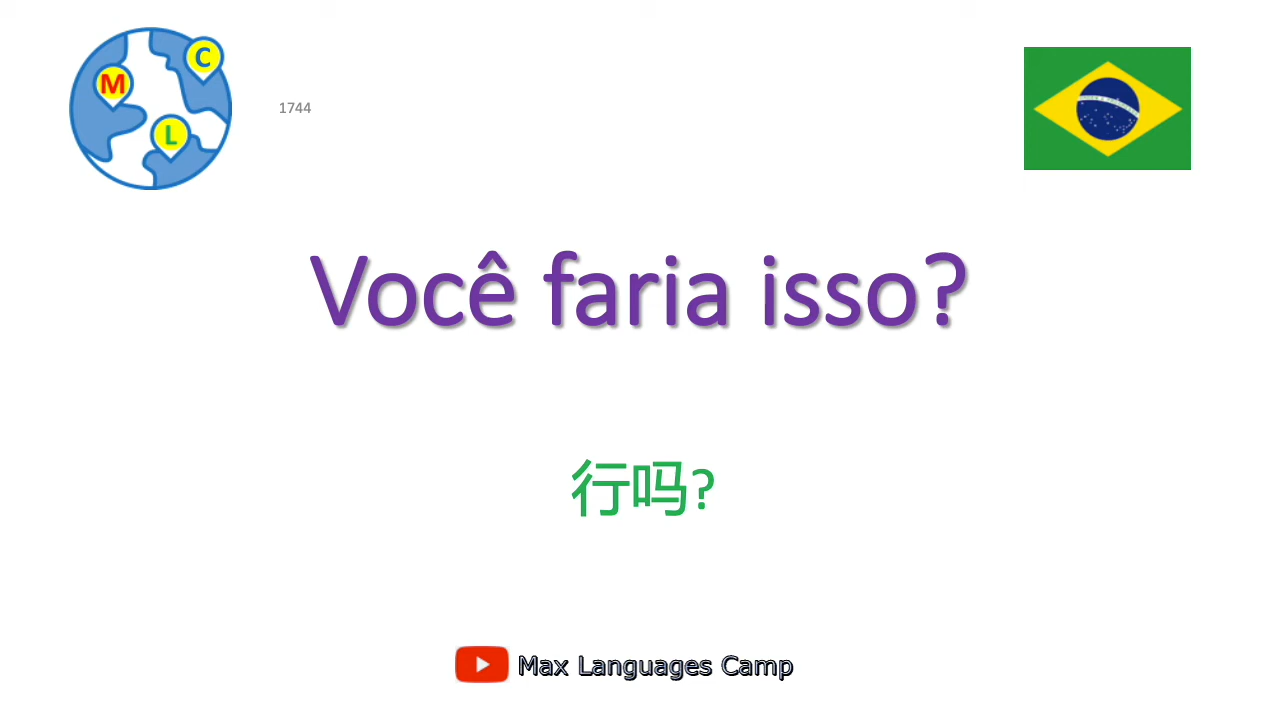 M
C
L
1744
Você faria isso?
行吗?
Max Languages Camp